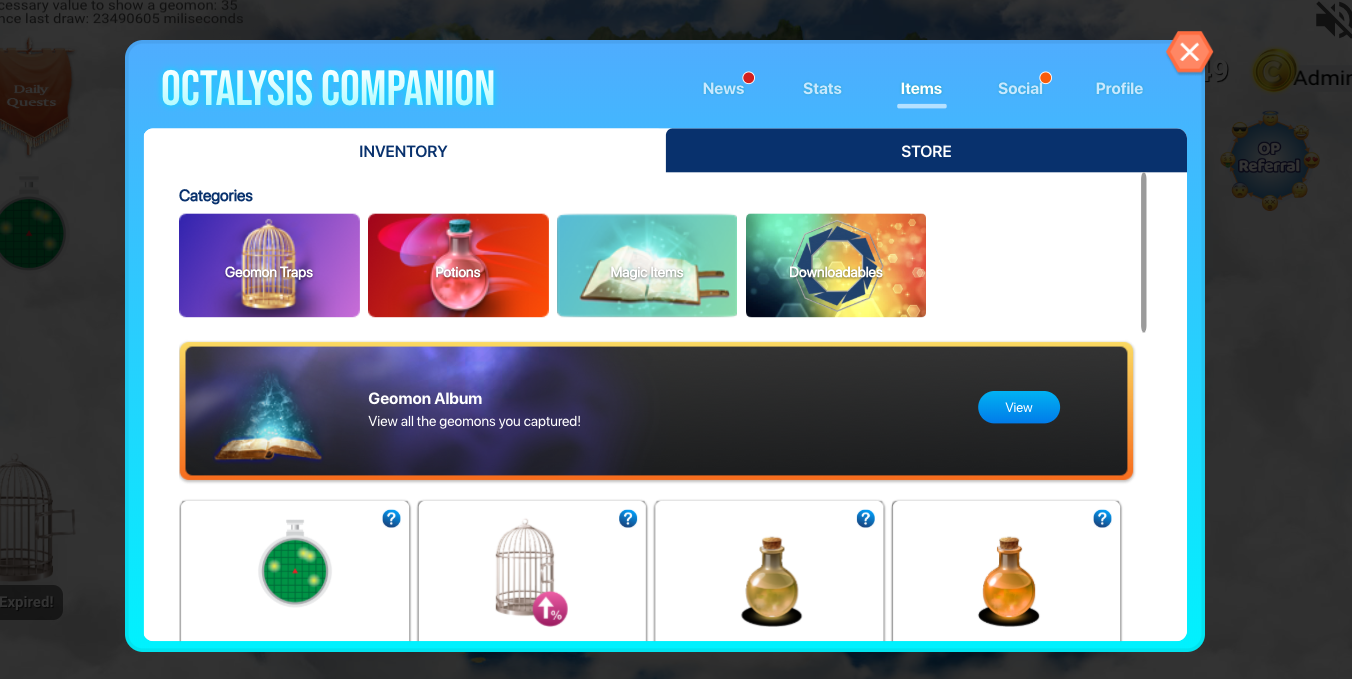 cessary value to show a geomon: 35
nce last draw: 23490605 miliseconds
OCTALYSIS COMPANION
News
Stats
Items
Social
Profile
Admin
Daily
Quests
OP
Referral
INVENTORY
STORE
Categories
Geomon Traps
Potions
Magic Items
Downloadables
Geomon Album
View all the geomons you captured!
View
?
?
?
?
%
Expired!